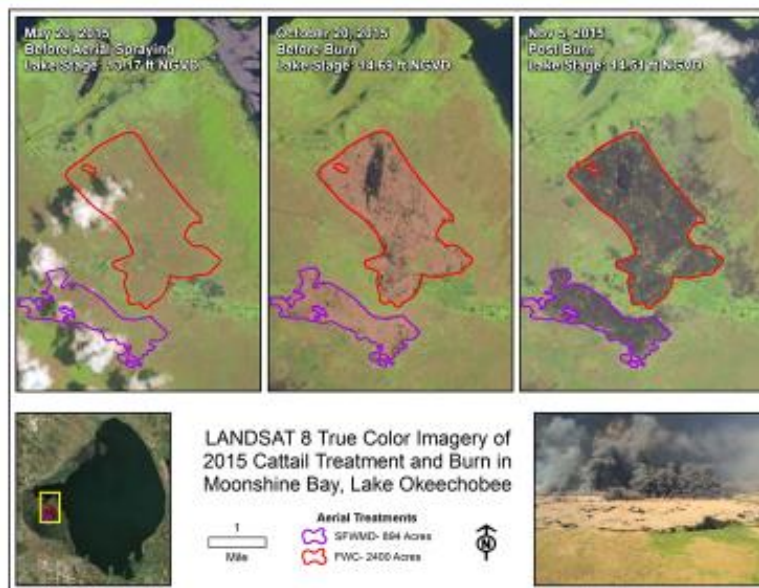 May 20, 2015
Before Aerial Spraying
Lake Stage: 13.17 ft NGVD
October 20, 2015
Before Burn
Lake Stage: 14.69 ft NGVD
Nov 5, 2015
Post Burn
Lake Stage: 14.51 ft NGVD
LANDSAT 8 True Color Imagery of
2015 Cattail Treatment and Burn in
Moonshine Bay, Lake Okeechobee
1
Mile
Aerial Treatments
SFWMD- 894 Acres
FWC- 2400 Acres
N